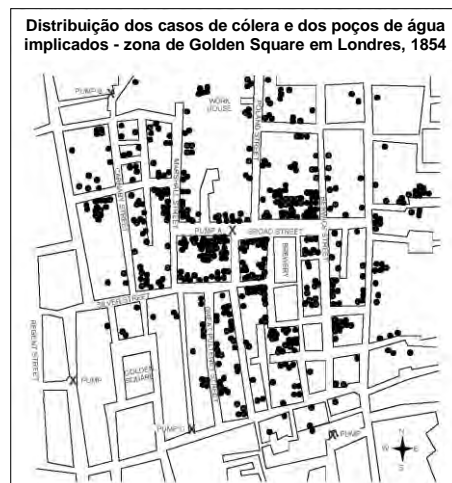 Distribuição dos casos de cólera e dos poços de água
implicados - zona de Golden Square em Londres, 1854
PUMP B
WORK
HOUSE
POLAND STREET
MARSHALL STREET
PUMP A
BROAD STREET
BREWERY
SILVER STREET
REGENT STREET
GOLDEN
SQUARE
PUMP
PUMP C
PUMP
N
W
E
S